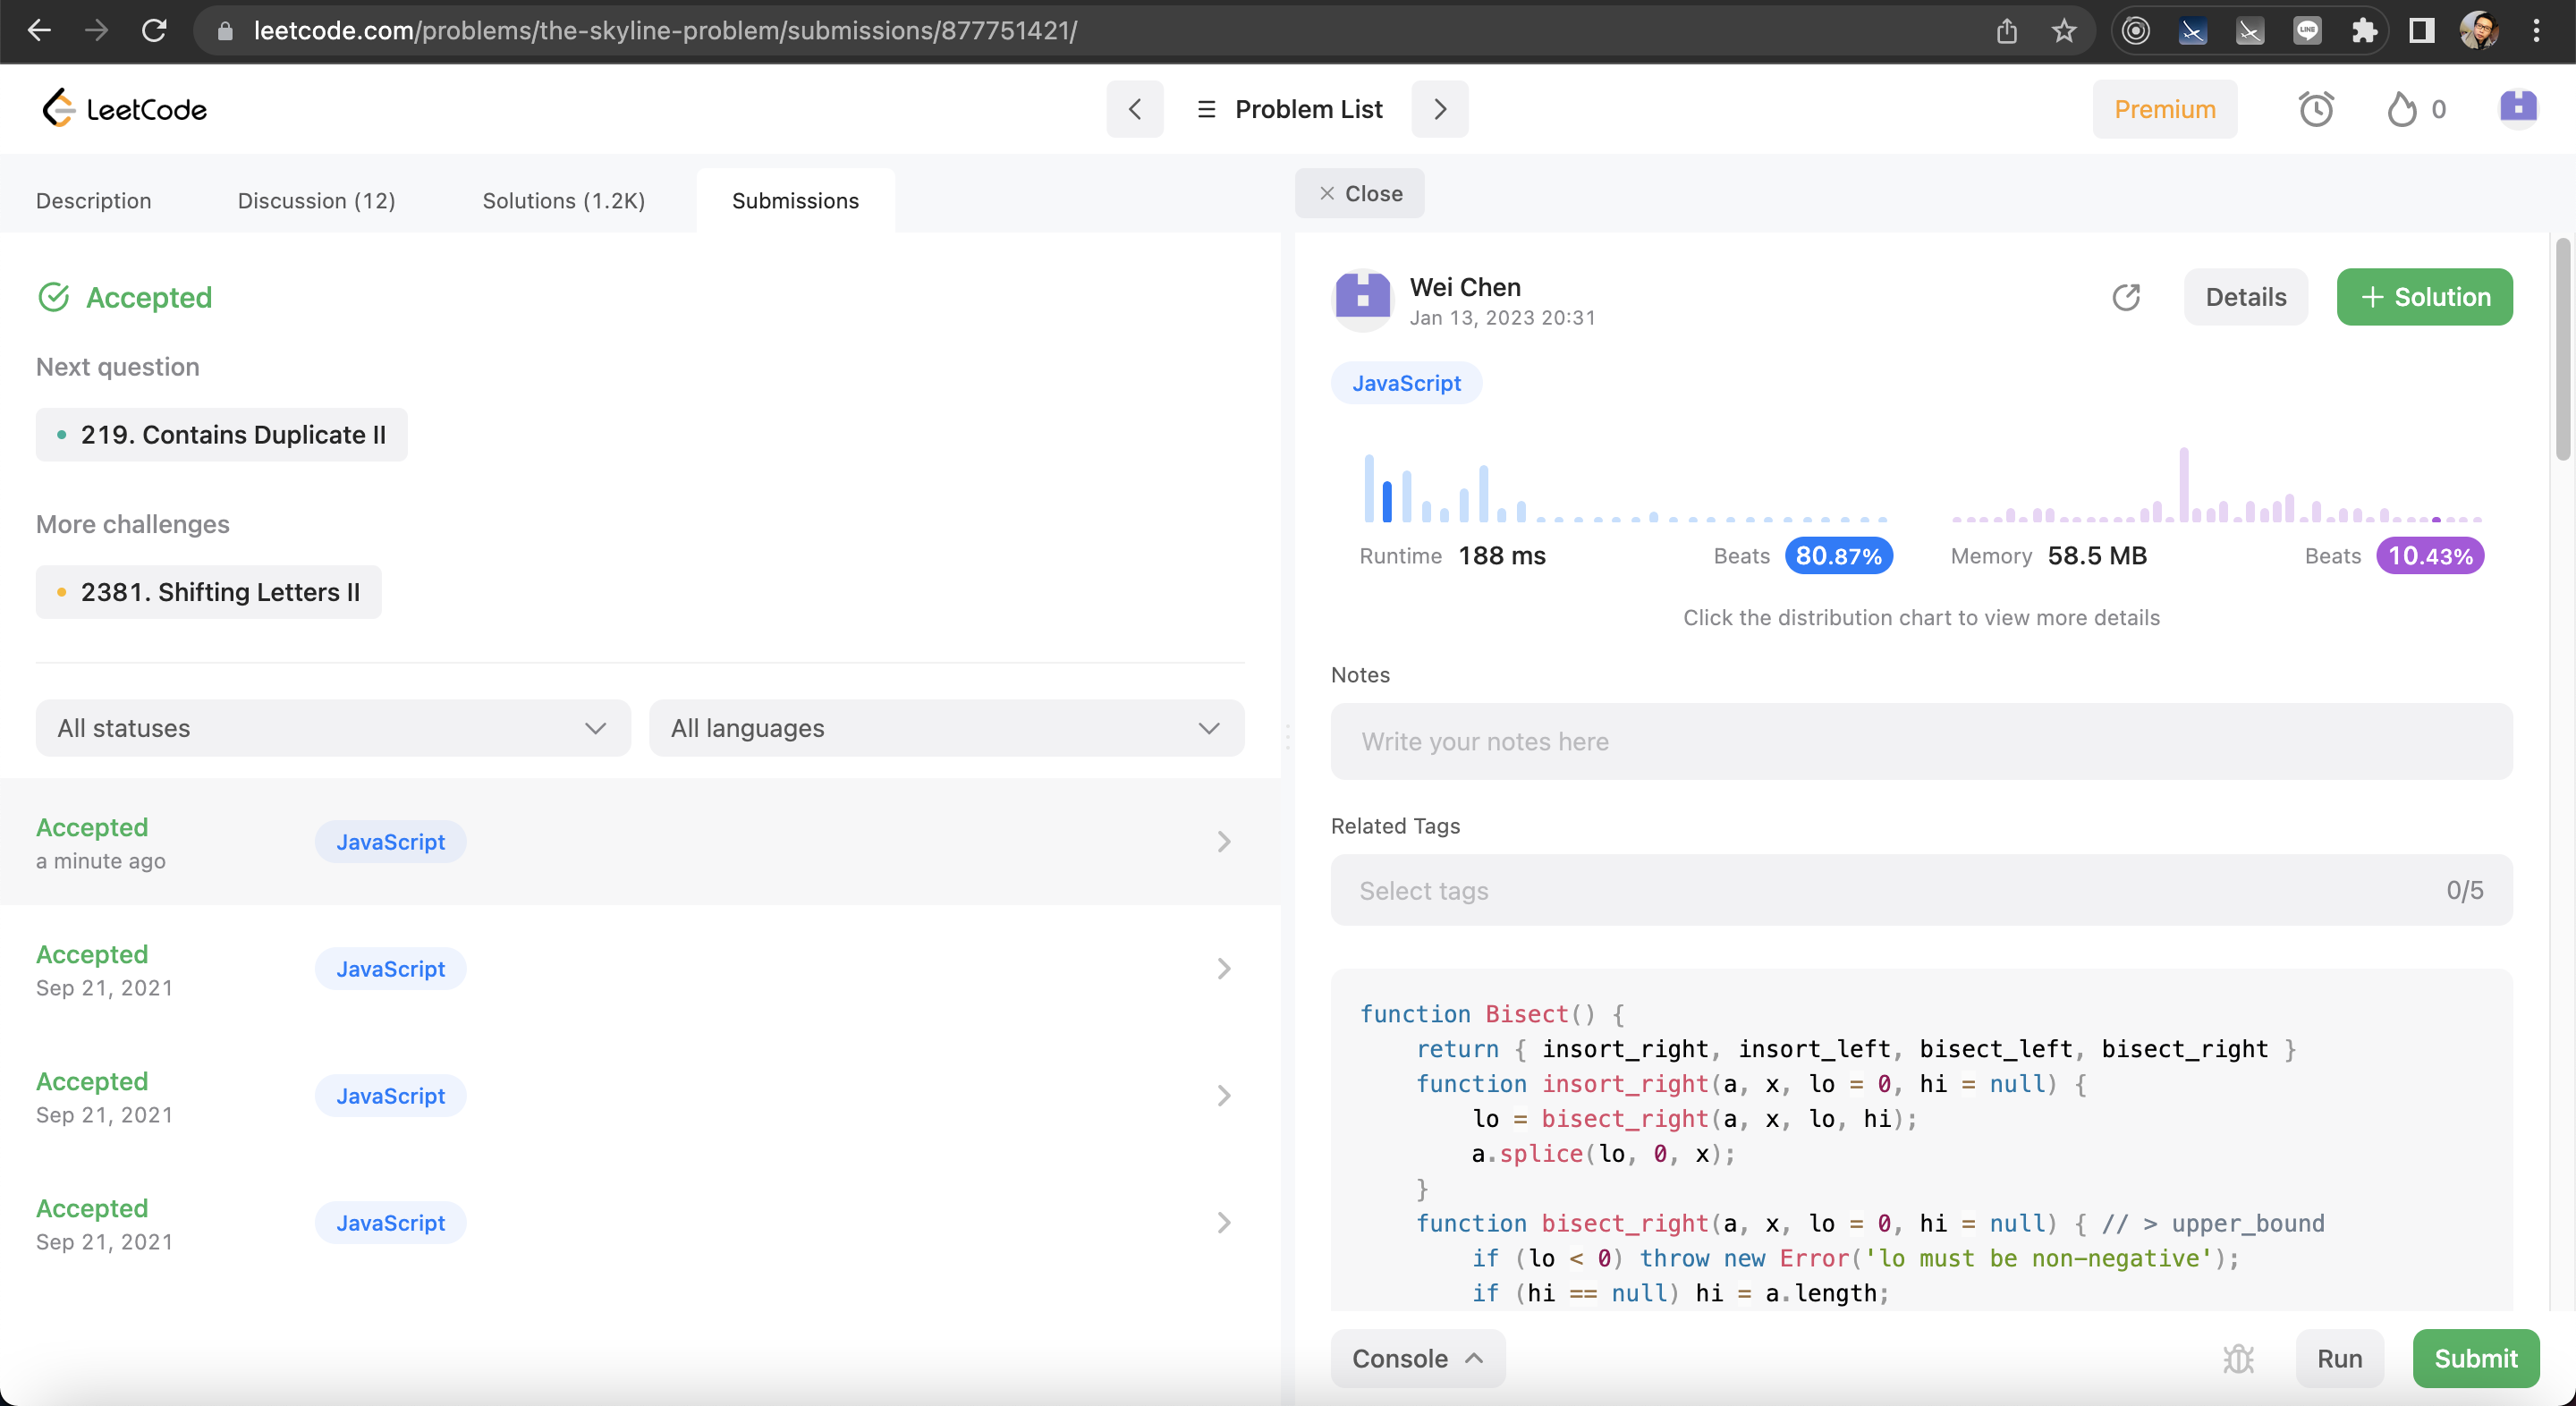 leetcode.com/problems/the-skyline-problem/submissions/877751421/
LINE
LeetCode
Problem List
Premium
0
Description
Discussion (12)
Solutions (1.2K)
Submissions
Close
Accepted
Next question
219. Contains Duplicate II
More challenges
2381. Shifting Letters II
All statuses
All languages
Accepted
a minute ago
JavaScript
Accepted
Sep 21, 2021
JavaScript
Accepted
Sep 21, 2021
JavaScript
Accepted
Sep 21, 2021
JavaScript
Wei Chen
Jan 13, 2023 20:31
Details
+ Solution
JavaScript
Runtime 188 ms
Beats 80.87%
Memory 58.5 MB
Beats 10.43%
Click the distribution chart to view more details
Notes
Write your notes here
Related Tags
Select tags
0/5
function Bisect() {
    return { insort_right, insort_left, bisect_left, bisect_right }
    function insort_right(a, x, lo = 0, hi = null) {
        lo = bisect_right(a, x, lo, hi);
        a.splice(lo, 0, x);
    }
    function bisect_right(a, x, lo = 0, hi = null) { // > upper_bound
        if (lo < 0) throw new Error('lo must be non-negative');
        if (hi == null) hi = a.length;
Console
Run
Submit